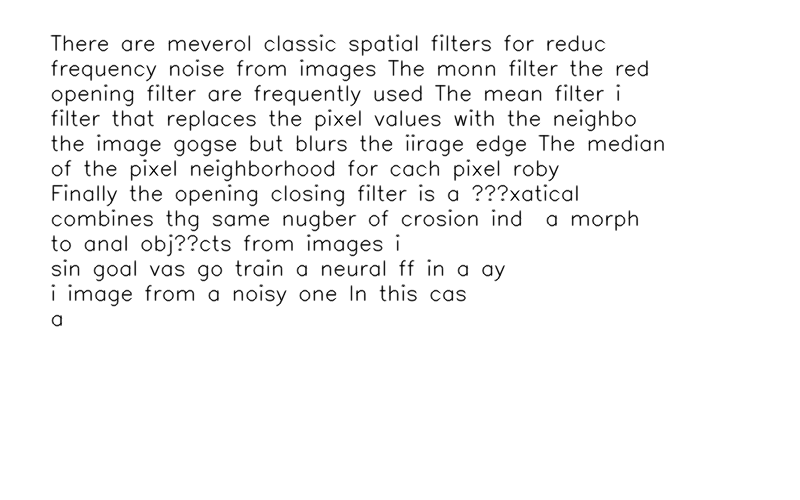 There are meverol classic spatial filters for reduc
frequency noise from images The monn filter the red
opening filter are frequently used The mean filter i
filter that replaces the pixel values with the neighbo
the image gogse but blurs the iirage edge The median
of the pixel neighborhood for cach pixel roby
Finally the opening closing filter is a ???xatical
combines thg same nugber of crosion ind  a morph
to anal obj??cts from images i
sin goal vas go train a neural ff in a ay
i image from a noisy one In this cas
a